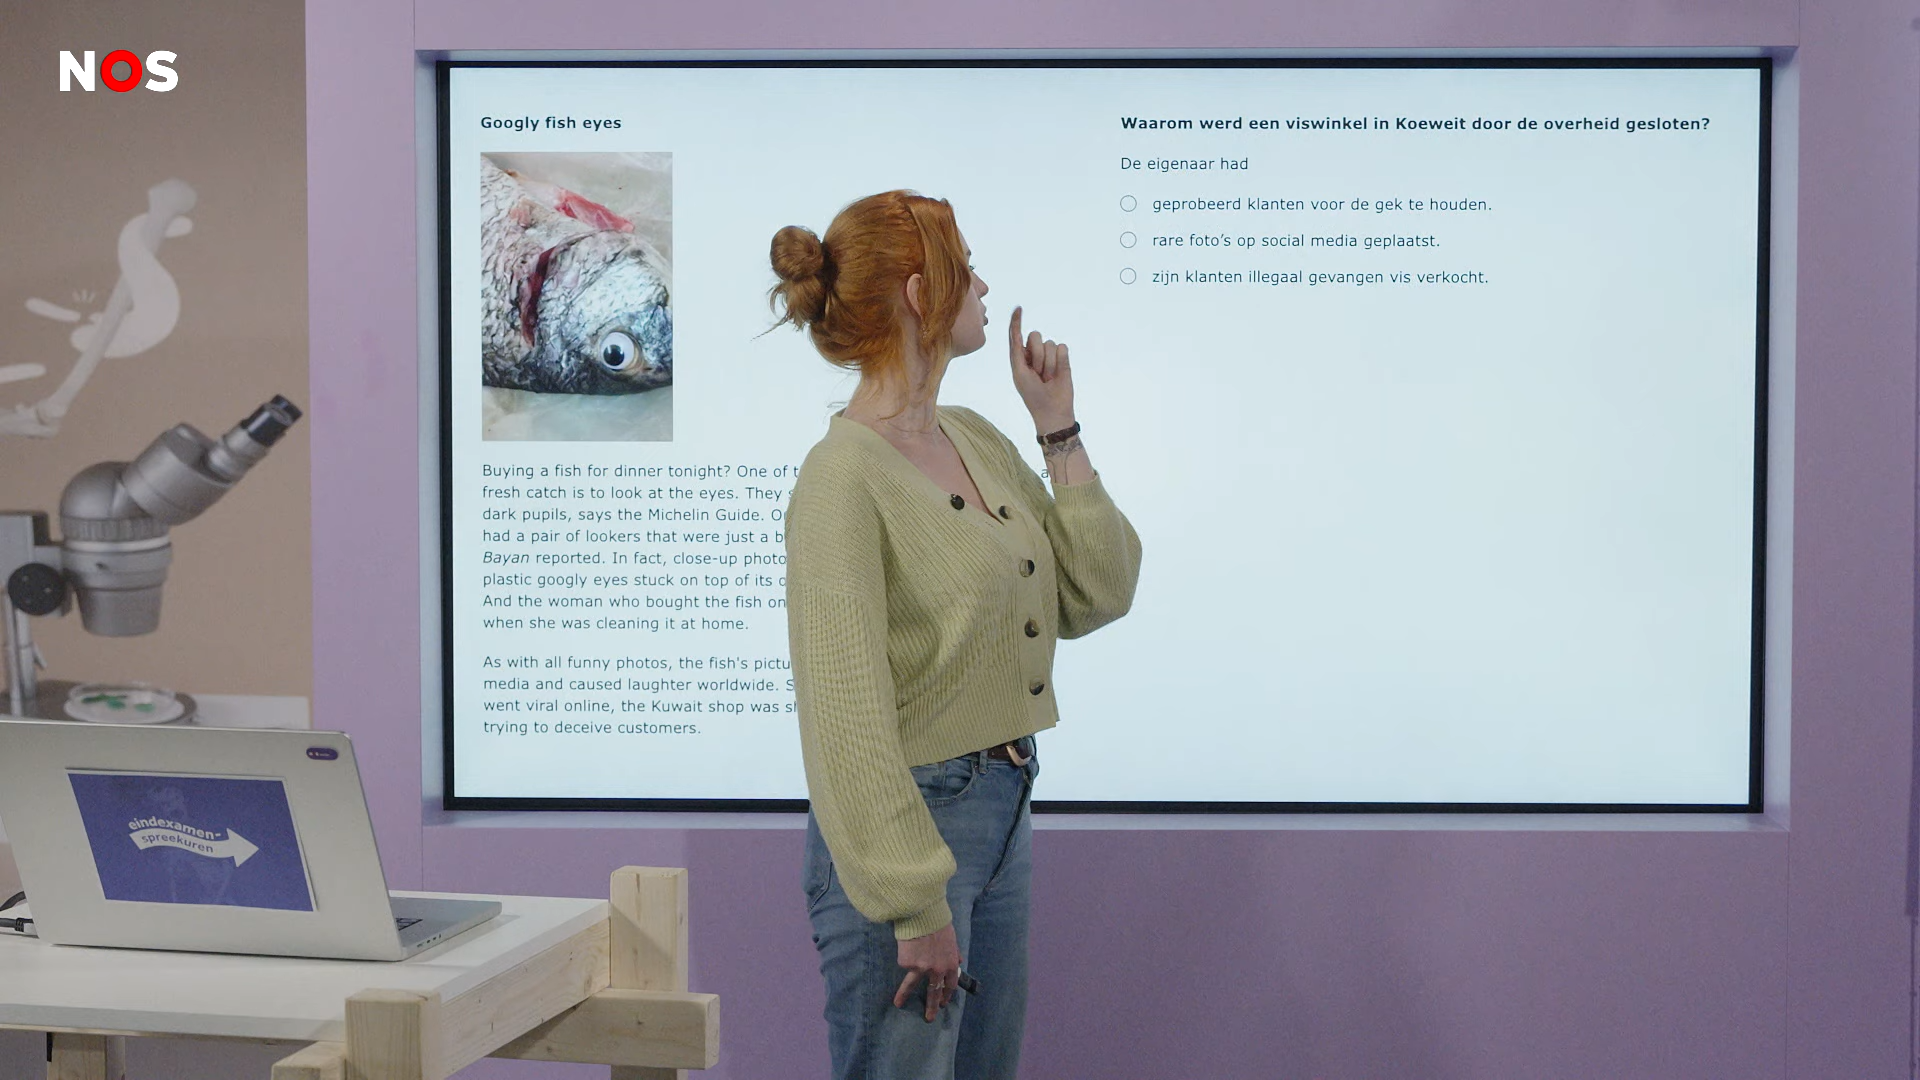 NOS
Googly fish eyes
Buying a fish for dinner tonight? One of
fresh catch is to look at the eyes. They
dark pupils, says the Michelin Guide.
had a pair of lookers that were just a
Bayan reported. In fact, close-up
plastic googly eyes stuck on top of its
And the woman who bought the fish
when she was cleaning it at home.
As with all funny photos, the fish's
media and caused laughter worldwide.
went viral online, the Kuwait shop was
trying to deceive customers.
Waarom werd een viswinkel in Koeweit door de overheid gesloten?
De eigenaar had
geprobeerd klanten voor de gek te houden.
rare foto's op social media geplaatst.
zijn klanten illegaal gevangen vis verkocht.
eindexamen-
spreekuren